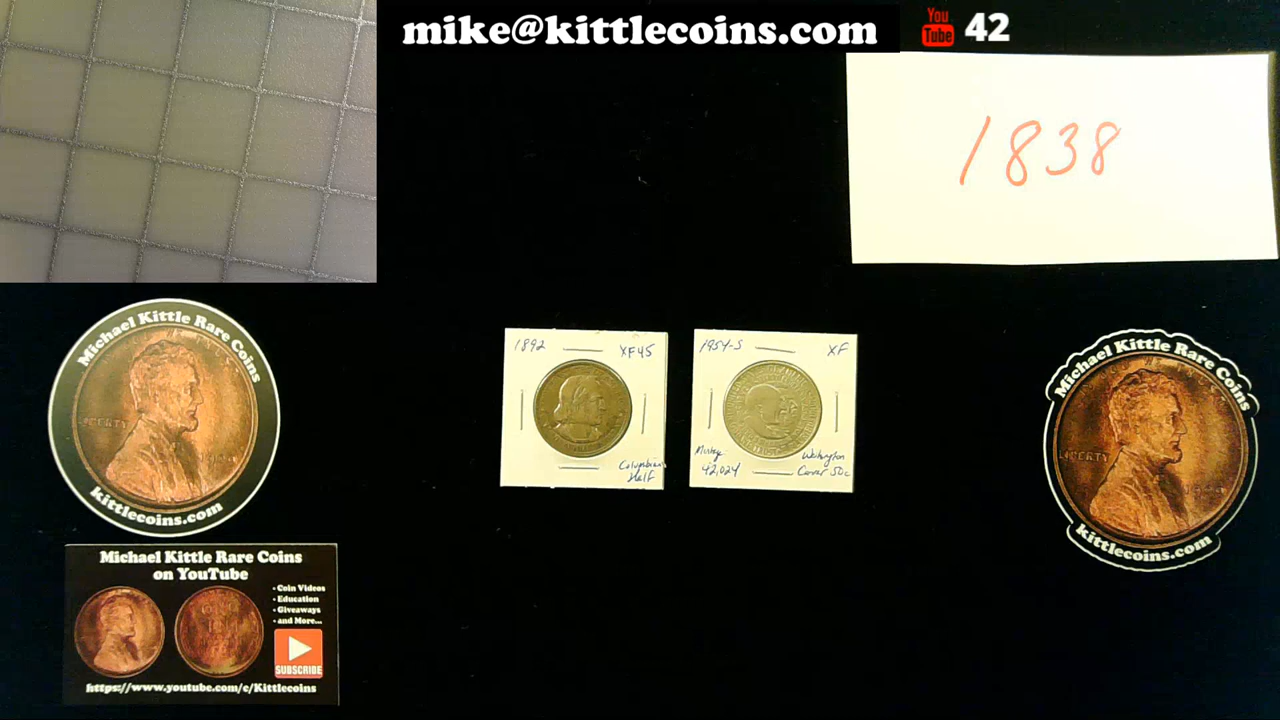 mike@kittlecoins.com
You
Tube 42
1838
Michael Kittle Rare Coins
LIBERTY
kittlecoins.com
1892
XF45
Columbian
Half
1954-S
XF
Mintage
42,024
Washington
Carver 50c
Michael Kittle Rare Coins
LIBERTY
kittlecoins.com
Michael Kittle Rare Coins
on YouTube
• Coin Videos
• Education
• Giveaways
• and More...
SUBSCRIBE
https://www.youtube.com/c/Kittlecoins